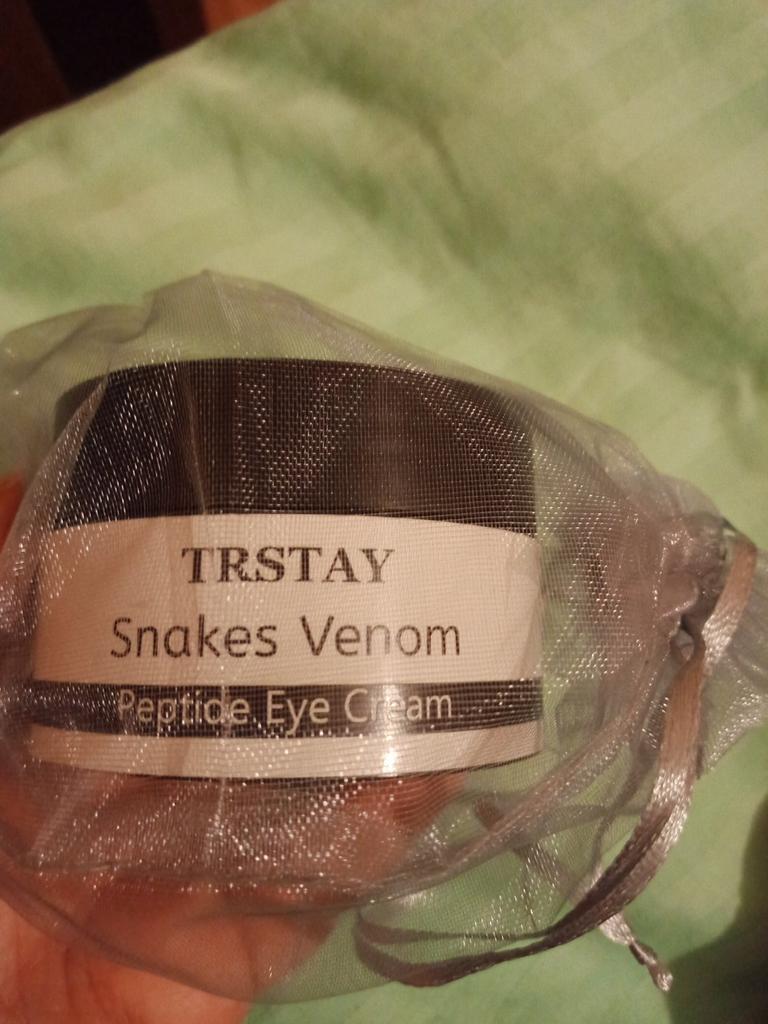 TRSTAY
Snakes Venom
Peptide Eye Cream